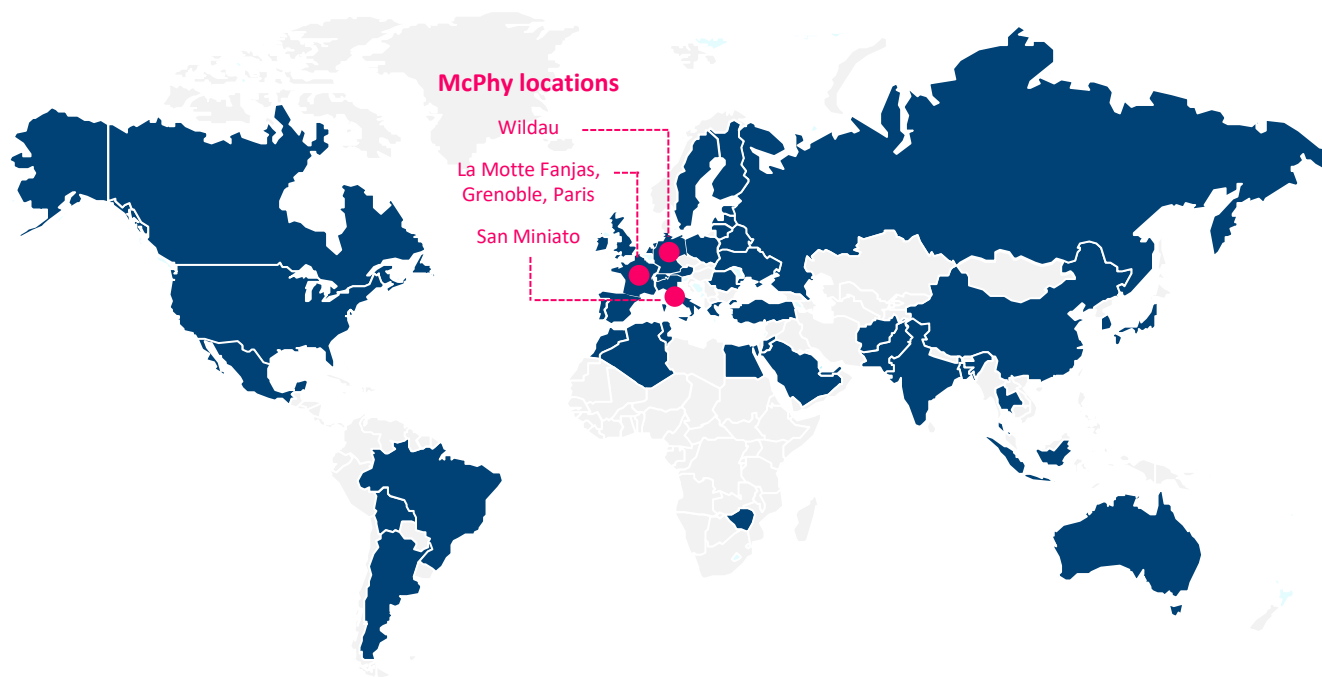 McPhy locations
Wildau
La Motte Fanjas,
Grenoble, Paris
San Miniato